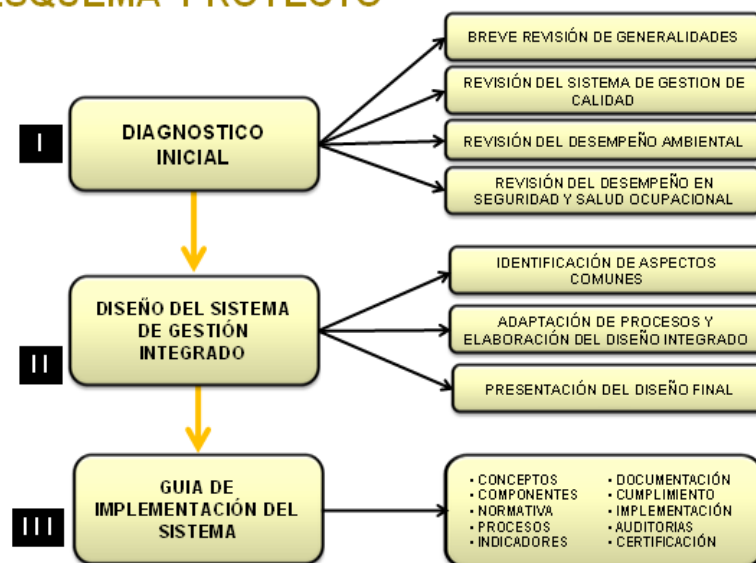 ESQUEMA PROYECTO
I
DIAGNOSTICO
INICIAL
BREVE REVISIÓN DE GENERALIDADES
REVISIÓN DEL SISTEMA DE GESTION DE
CALIDAD
REVISIÓN DEL DESEMPEÑO AMBIENTAL
REVISIÓN DEL DESEMPEÑO EN
SEGURIDAD Y SALUD OCUPACIONAL
II
DISEÑO DEL SISTEMA
DE GESTIÓN
INTEGRADO
IDENTIFICACIÓN DE ASPECTOS
COMUNES
ADAPTACIÓN DE PROCESOS Y
ELABORACIÓN DEL DISEÑO INTEGRADO
PRESENTACIÓN DEL DISEÑO FINAL
III
GUIA DE
IMPLEMENTACIÓN DEL
SISTEMA
• CONCEPTOS
• COMPONENTES
• NORMATIVA
• PROCESOS
• INDICADORES
• DOCUMENTACIÓN
• CUMPLIMIENTO
• IMPLEMENTACIÓN
• AUDITORIAS
• CERTIFICACIÓN